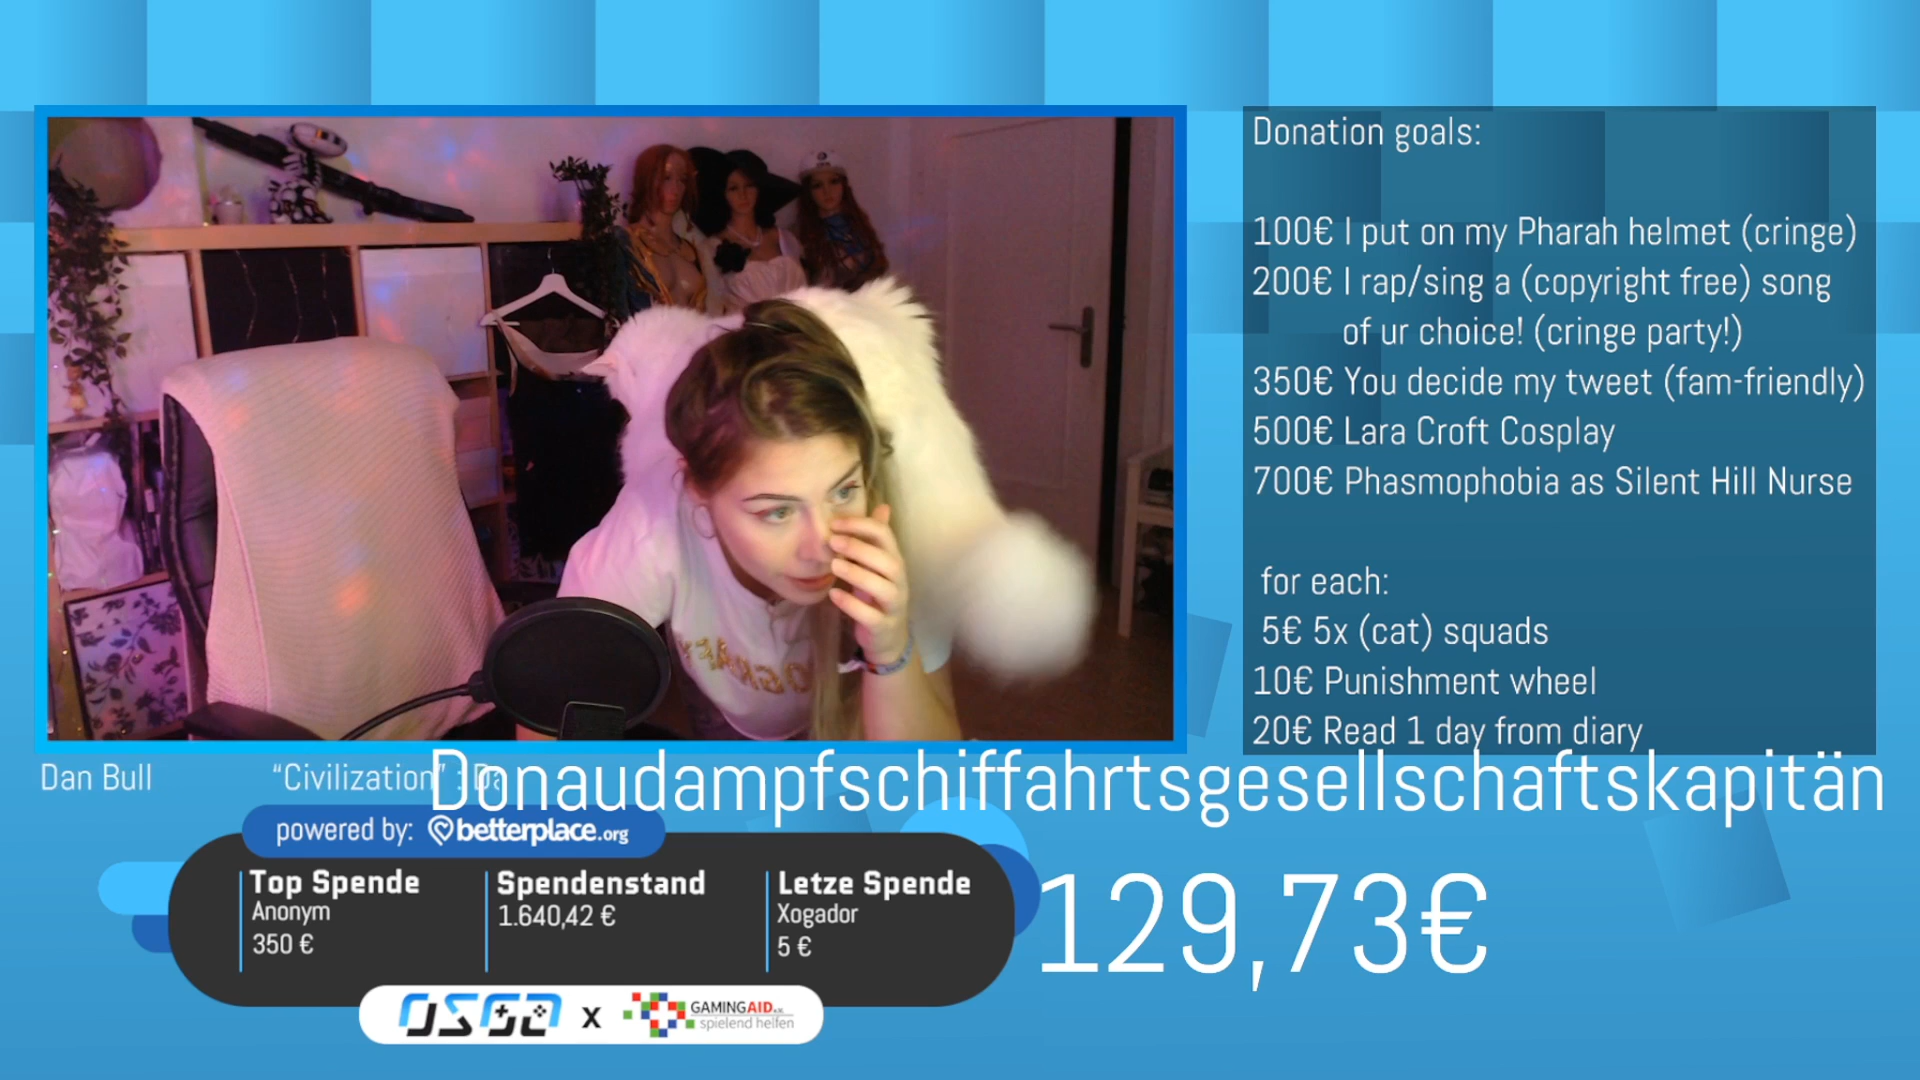 Donation goals:
100€ I put on my Pharah helmet (cringe)
200€ I rap/sing a (copyright free) song
of ur choice! (cringe party!)
350€ You decide my tweet (fam-friendly)
500€ Lara Croft Cosplay
700€ Phasmophobia as Silent Hill Nurse
for each:
5€ 5x (cat) squads
10€ Punishment wheel
20€ Read 1 day from diary
Dan Bull
“Civilization” : Da
Donaudampfschiffahrtsgesellschaftskapitän
powered by: betterplace.org
Top Spende
Anonym
350 €
Spendenstand
1.640,42 €
Letze Spende
Xogador
5 €
129,73€
x
GAMINGAID e.V.
spielend helfen